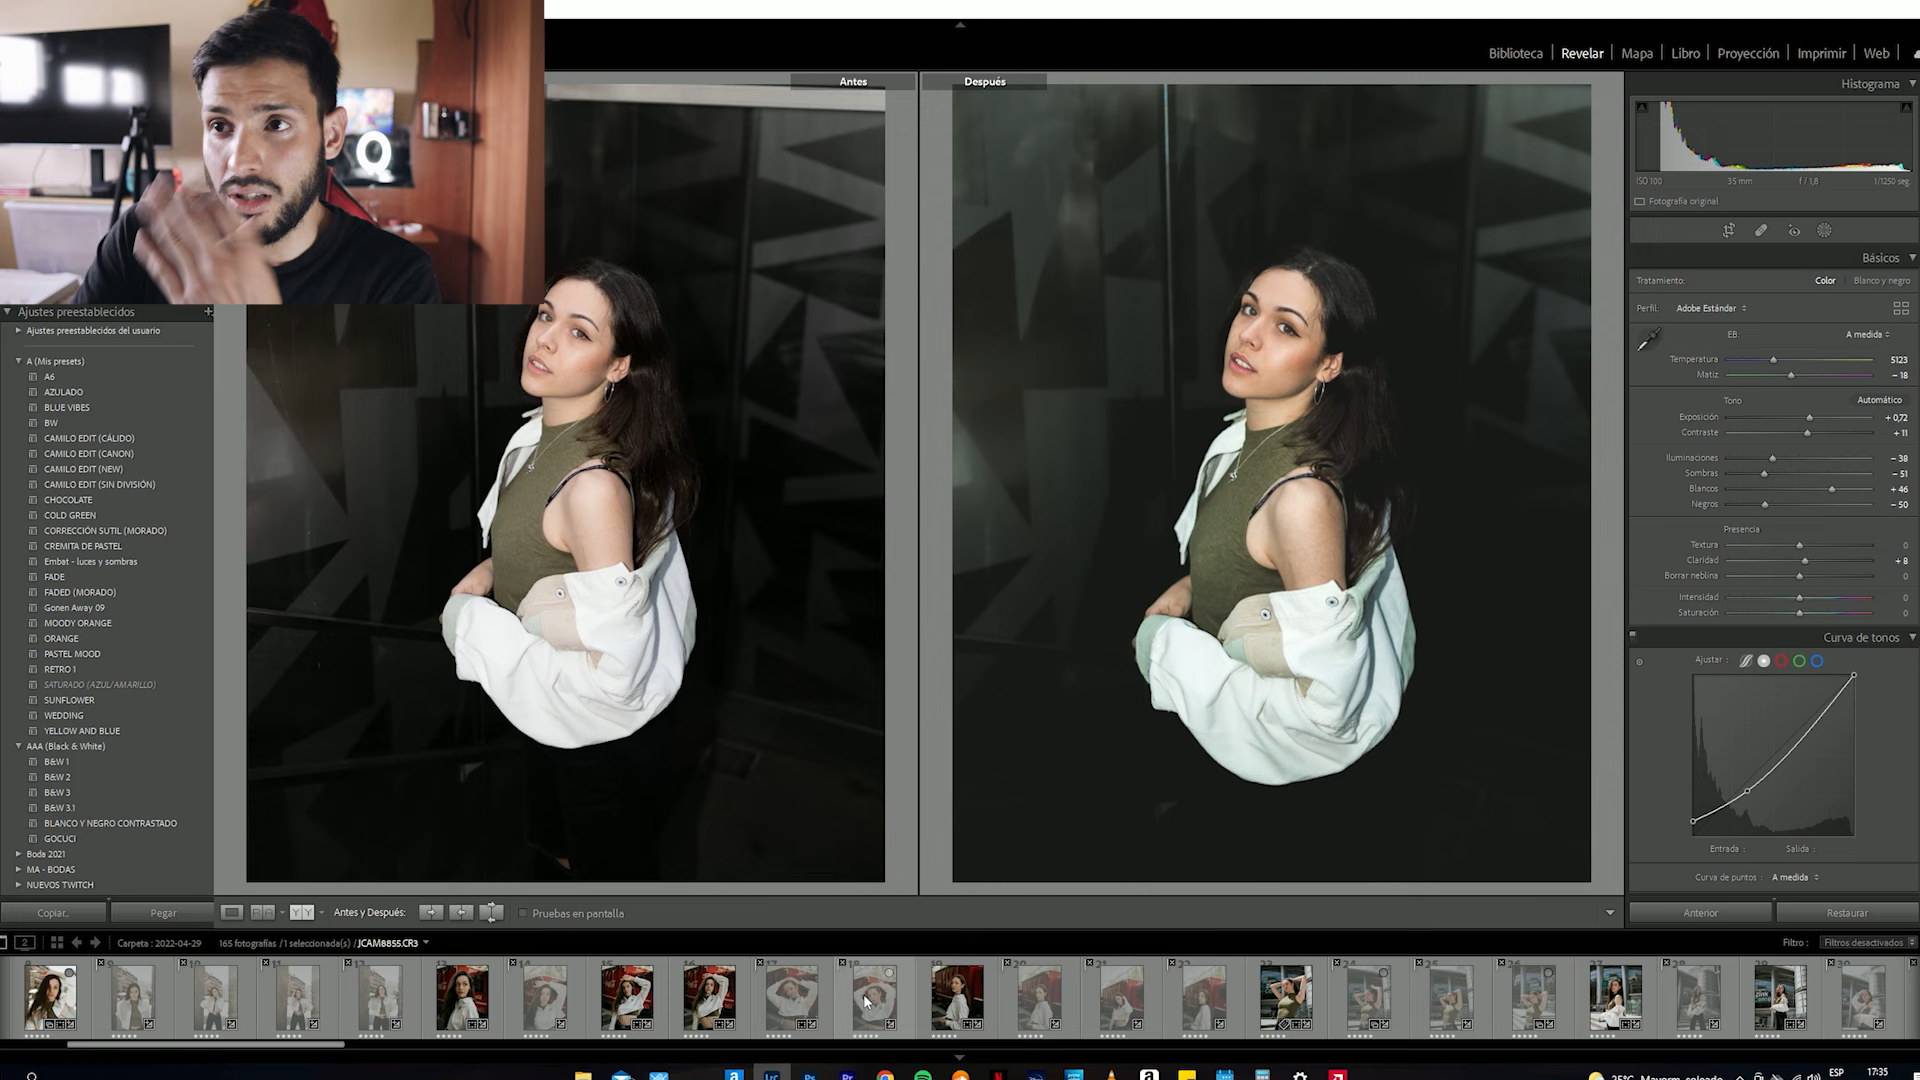 Biblioteca | Revelar | Mapa | Libro | Proyección | Imprimir | Web |
Antes
Después
Histograma
ISO 100 35 mm f / 1,8 1/1250 seg.
Fotografía original
Básicos
Tratamiento: Color Blanco y negro
Perfil: Adobe Estándar
EB: A medida
Temperatura 5123
Matiz - 18
Tono Automático
Exposición + 0,72
Contraste + 11
Iluminaciones - 38
Sombras - 51
Blancos + 46
Negros - 50
Presencia
Textura 0
Claridad + 8
Borrar neblina 0
Intensidad 0
Saturación 0
Curva de tonos
Ajustar :
Entrada : Salida :
Curva de puntos : A medida
Anterior Restaurar
Ajustes preestablecidos +
Ajustes preestablecidos del usuario
A (Mis presets)
A6
AZULADO
BLUE VIBES
BW
CAMILO EDIT (CÁLIDO)
CAMILO EDIT (CANON)
CAMILO EDIT (NEW)
CAMILO EDIT (SIN DIVISIÓN)
CHOCOLATE
COLD GREEN
CORRECCIÓN SUTIL (MORADO)
CREMITA DE PASTEL
Embat - luces y sombras
FADE
FADED (MORADO)
Gonen Away 09
MOODY ORANGE
ORANGE
PASTEL MOOD
RETRO 1
SATURADO (AZUL/AMARILLO)
SUNFLOWER
WEDDING
YELLOW AND BLUE
AAA (Black & White)
B&W 1
B&W 2
B&W 3
B&W 3.1
BLANCO Y NEGRO CONTRASTADO
GOCUCI
Boda 2021
MA - BODAS
NUEVOS TWITCH
Copiar... Pegar
Antes y Después: Pruebas en pantalla
2 Carpeta : 2022-04-29 165 fotografías / 1 seleccionada(s) / JCAM8855.CR3 Filtro : Filtros desactivados
25°C Mayorm. soleado ESP 17:35